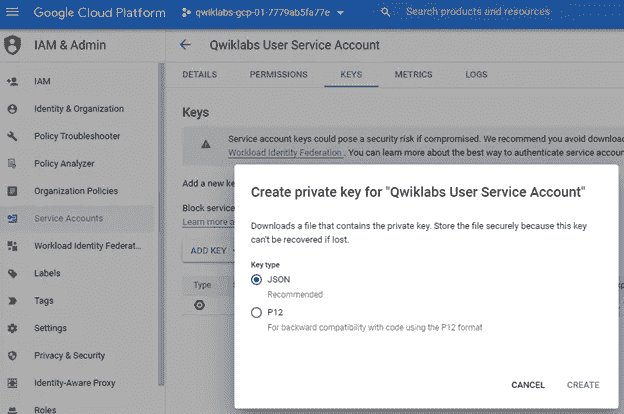 Google Cloud Platform
qwiklabs-gcp-01-7779ab5fa77e
Search products and resources
IAM & Admin
Qwiklabs User Service Account
DETAILS
PERMISSIONS
KEYS
METRICS
LOGS
IAM
Identity & Organization
Policy Troubleshooter
Policy Analyzer
Organization Policies
Service Accounts
Workload Identity Federat...
Labels
Tags
Settings
Privacy & Security
Identity-Aware Proxy
Roles
Keys
Service account keys could pose a security risk if compromised. We recommend you avoid downloa
Workload Identity Federation . You can learn more about the best way to authenticate service accoun
Add a new ke
Block service
Learn more a
ADD KEY
Type
Create private key for "Qwiklabs User Service Account"
Downloads a file that contains the private key. Store the file securely because this key
can't be recovered if lost.
Key type
JSON
Recommended
P12
For backward compatibility with code using the P12 format
CANCEL
CREATE